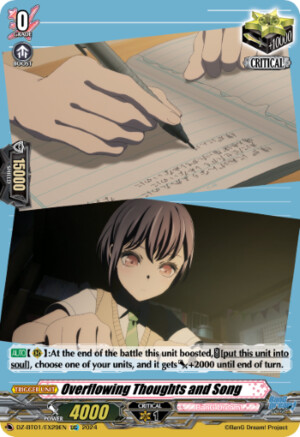 0
GRADE
BOOST
+10000
CRITICAL
15000
SHIELD
AUTO【】:At the end of the battle this unit boosted, [put this unit into
soul], choose one of your units, and it gets +2000 until end of turn.
TRIGGER UNIT
Overflowing Thoughts and Song
POWER 4000 CRITICAL 1
DZ-BT01/EX29EN 2024 ©BanG Dream! Project